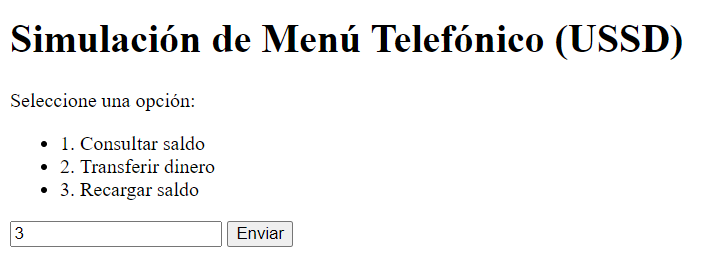 Simulación de Menú Telefónico (USSD)
Seleccione una opción:
• 1. Consultar saldo
• 2. Transferir dinero
• 3. Recargar saldo
3 Enviar